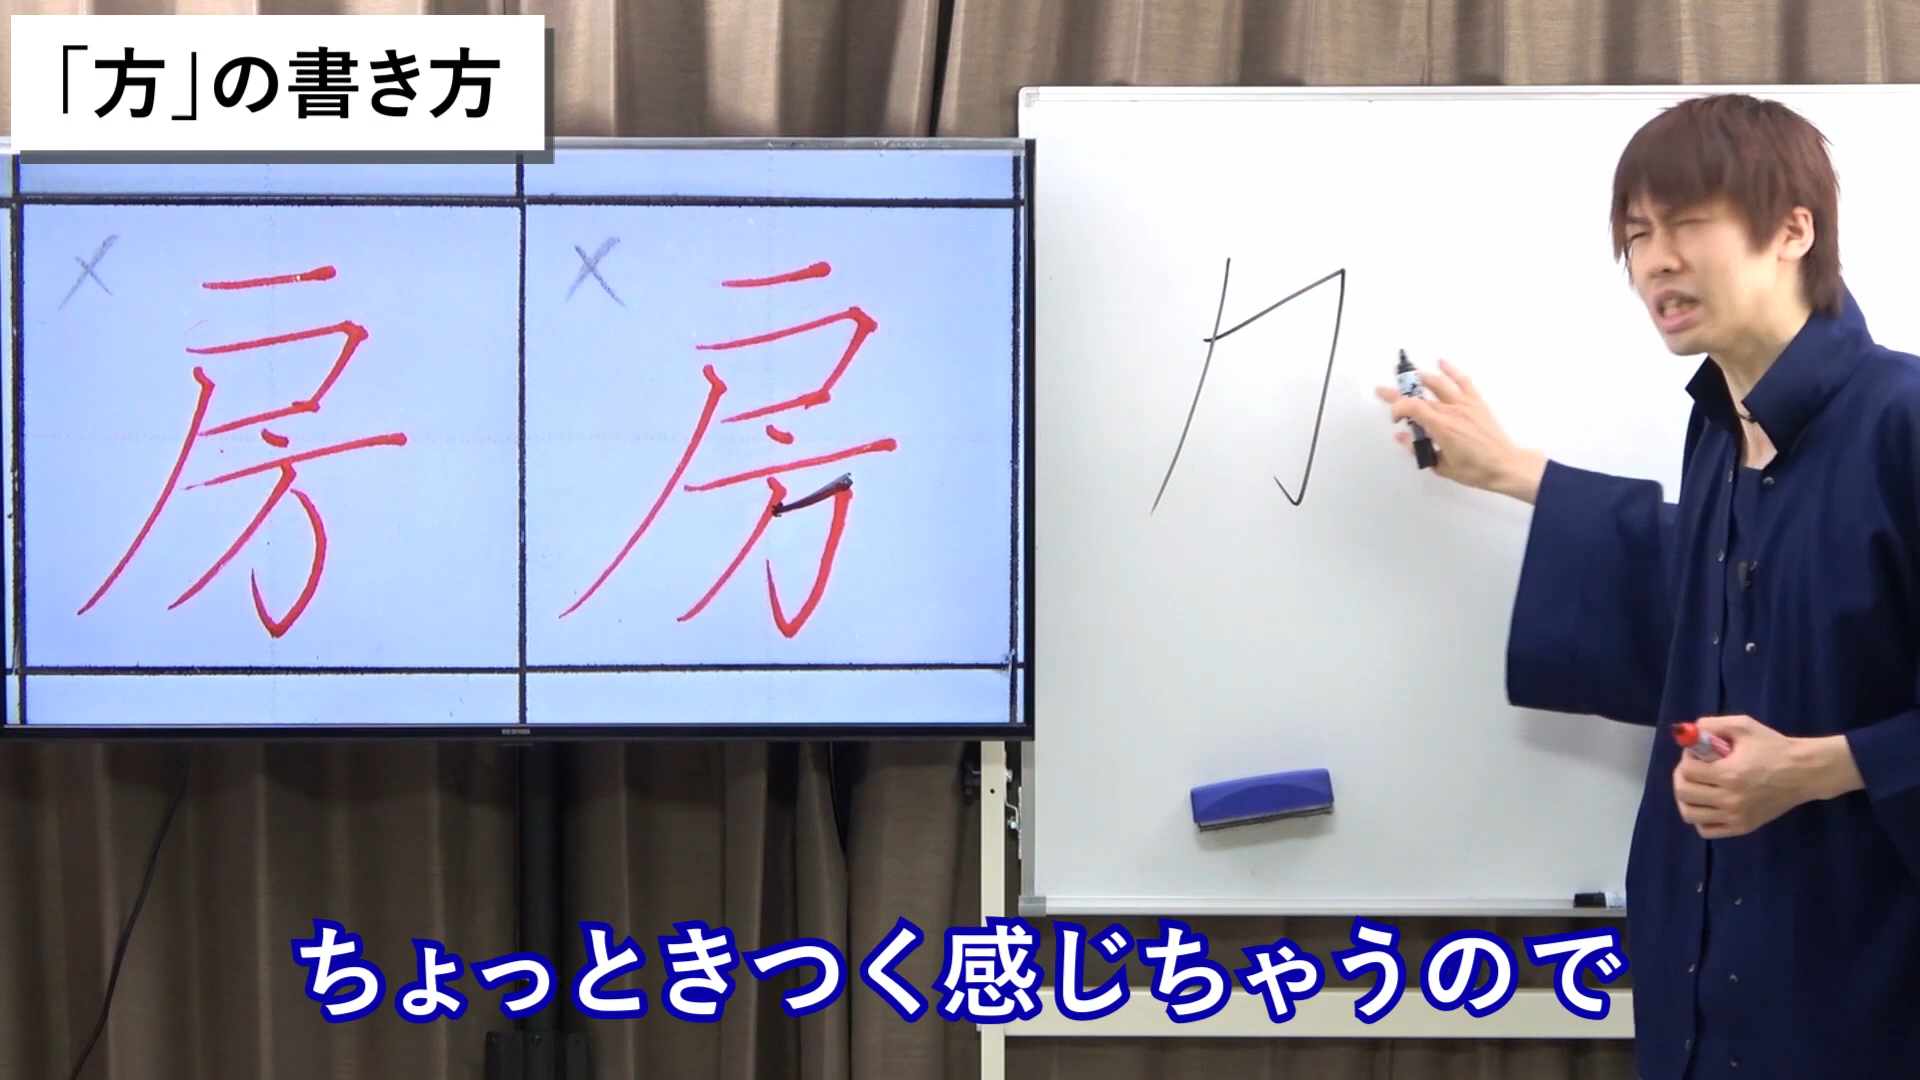 「方」の書き方
× 房 × 房
力
ちょっときつく感じちゃうので